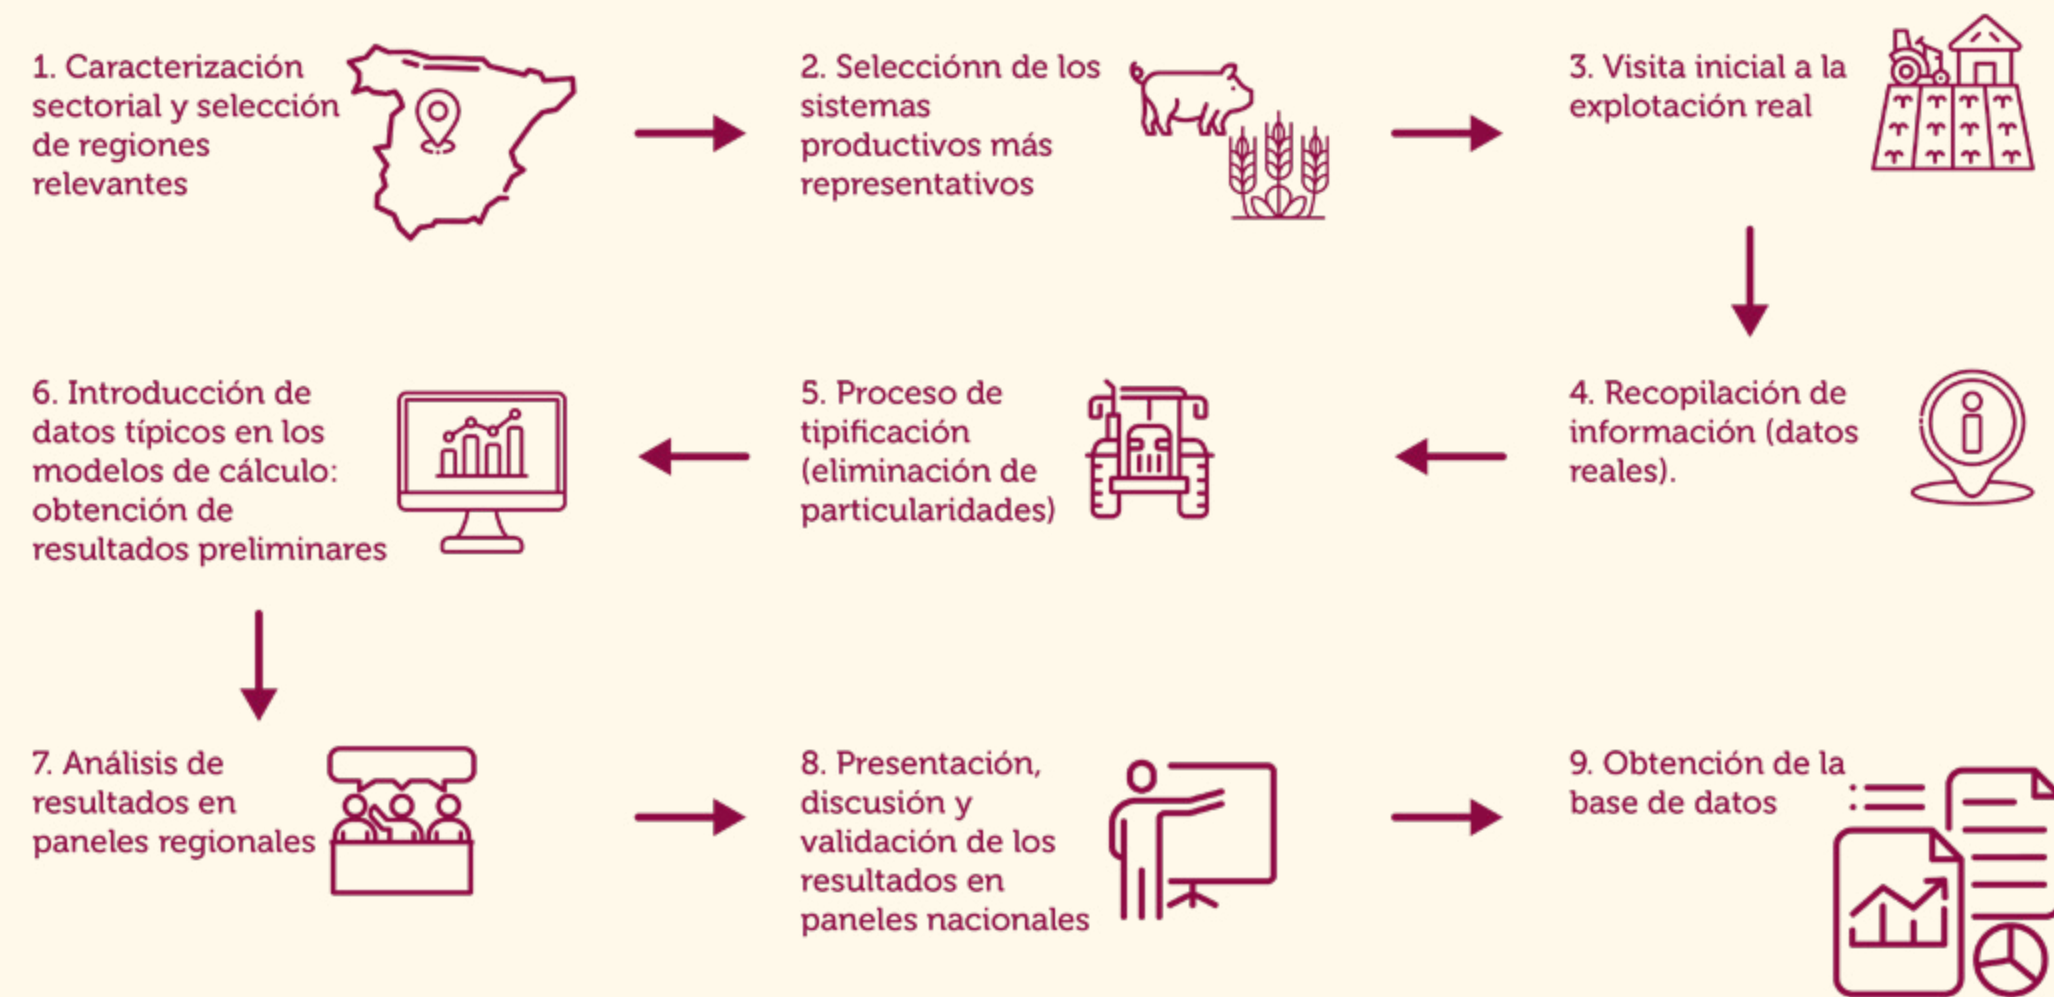 1. Caracterización
sectorial y selección
de regiones
relevantes
2. Selecciónn de los
sistemas
productivos más
representativos
3. Visita inicial a la
explotación real
4. Recopilación de
información (datos
reales).
5. Proceso de
tipificación
(eliminación de
particularidades)
6. Introducción de
datos típicos en los
modelos de cálculo:
obtención de
resultados preliminares
7. Análisis de
resultados en
paneles regionales
8. Presentación,
discusión y
validación de los
resultados en
paneles nacionales
9. Obtención de la
base de datos